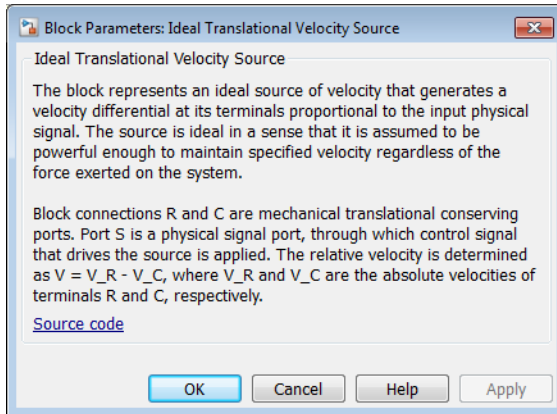 Block Parameters: Ideal Translational Velocity Source
Ideal Translational Velocity Source
The block represents an ideal source of velocity that generates a
velocity differential at its terminals proportional to the input physical
signal. The source is ideal in a sense that it is assumed to be
powerful enough to maintain specified velocity regardless of the
force exerted on the system.
Block connections R and C are mechanical translational conserving
ports. Port S is a physical signal port, through which control signal
that drives the source is applied. The relative velocity is determined
as V = V_R - V_C, where V_R and V_C are the absolute velocities of
terminals R and C, respectively.
Source code
OK Cancel Help Apply